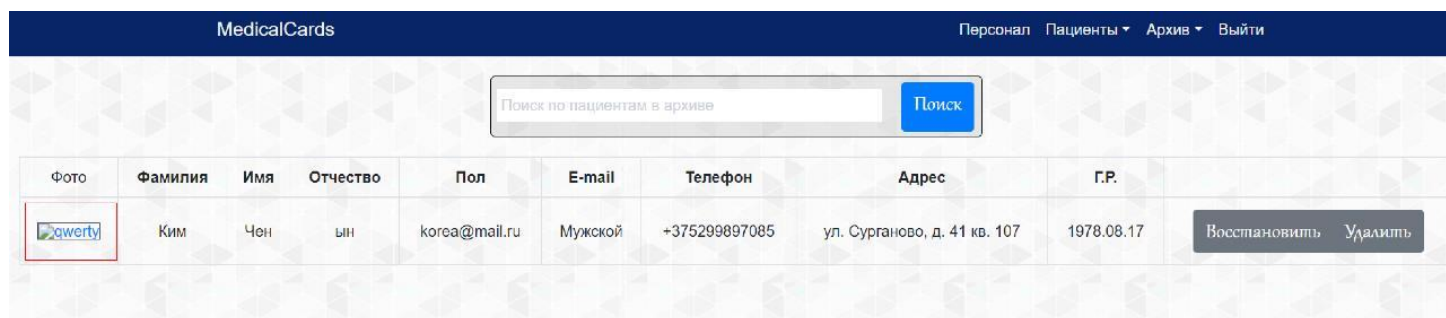 MedicalCards Персонал Пациенты Архив Выйти
Поиск по пациентам в архиве Поиск
Фото Фамилия Имя Отчество Пол E-mail Телефон Адрес Г.Р.
qwerty Ким Чен ын korea@mail.ru Мужской +375299897085 ул. Сурганово, д. 41 кв. 107 1978.08.17 Восстановить Удалить